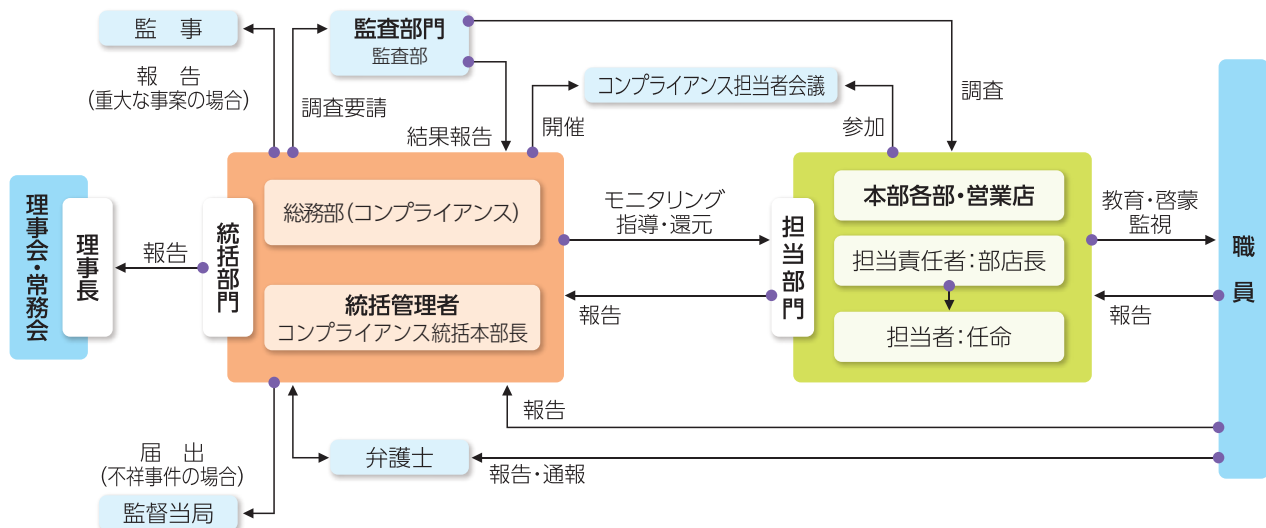 監　事
報　告
(重大な事案の場合)
調査要請
監査部門
監査部
結果報告
開催
コンプライアンス担当者会議
参加
調査
理事会・常務会
理事長
報告
統括部門
総務部(コンプライアンス)
統括管理者
コンプライアンス統括本部長
モニタリング
指導・還元
報告
担当部門
本部各部・営業店
担当責任者：部店長
担当者：任命
教育・啓蒙
監視
報告
職員
報告
届　出
(不祥事件の場合)
弁護士
報告・通報
監督当局